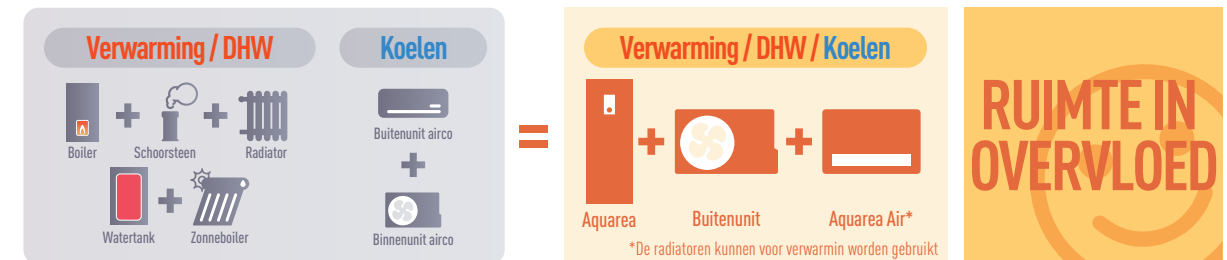 Verwarming / DHW
Koelen
Boiler
Schoorsteen
Radiator
Watertank
Zonneboiler
Buitenunit airco
Binnenunit airco
Verwarming / DHW / Koelen
Aquarea
Buitenunit
Aquarea Air*
*De radiatoren kunnen voor verwarmin worden gebruikt
RUIMTE IN
OVERVLOED